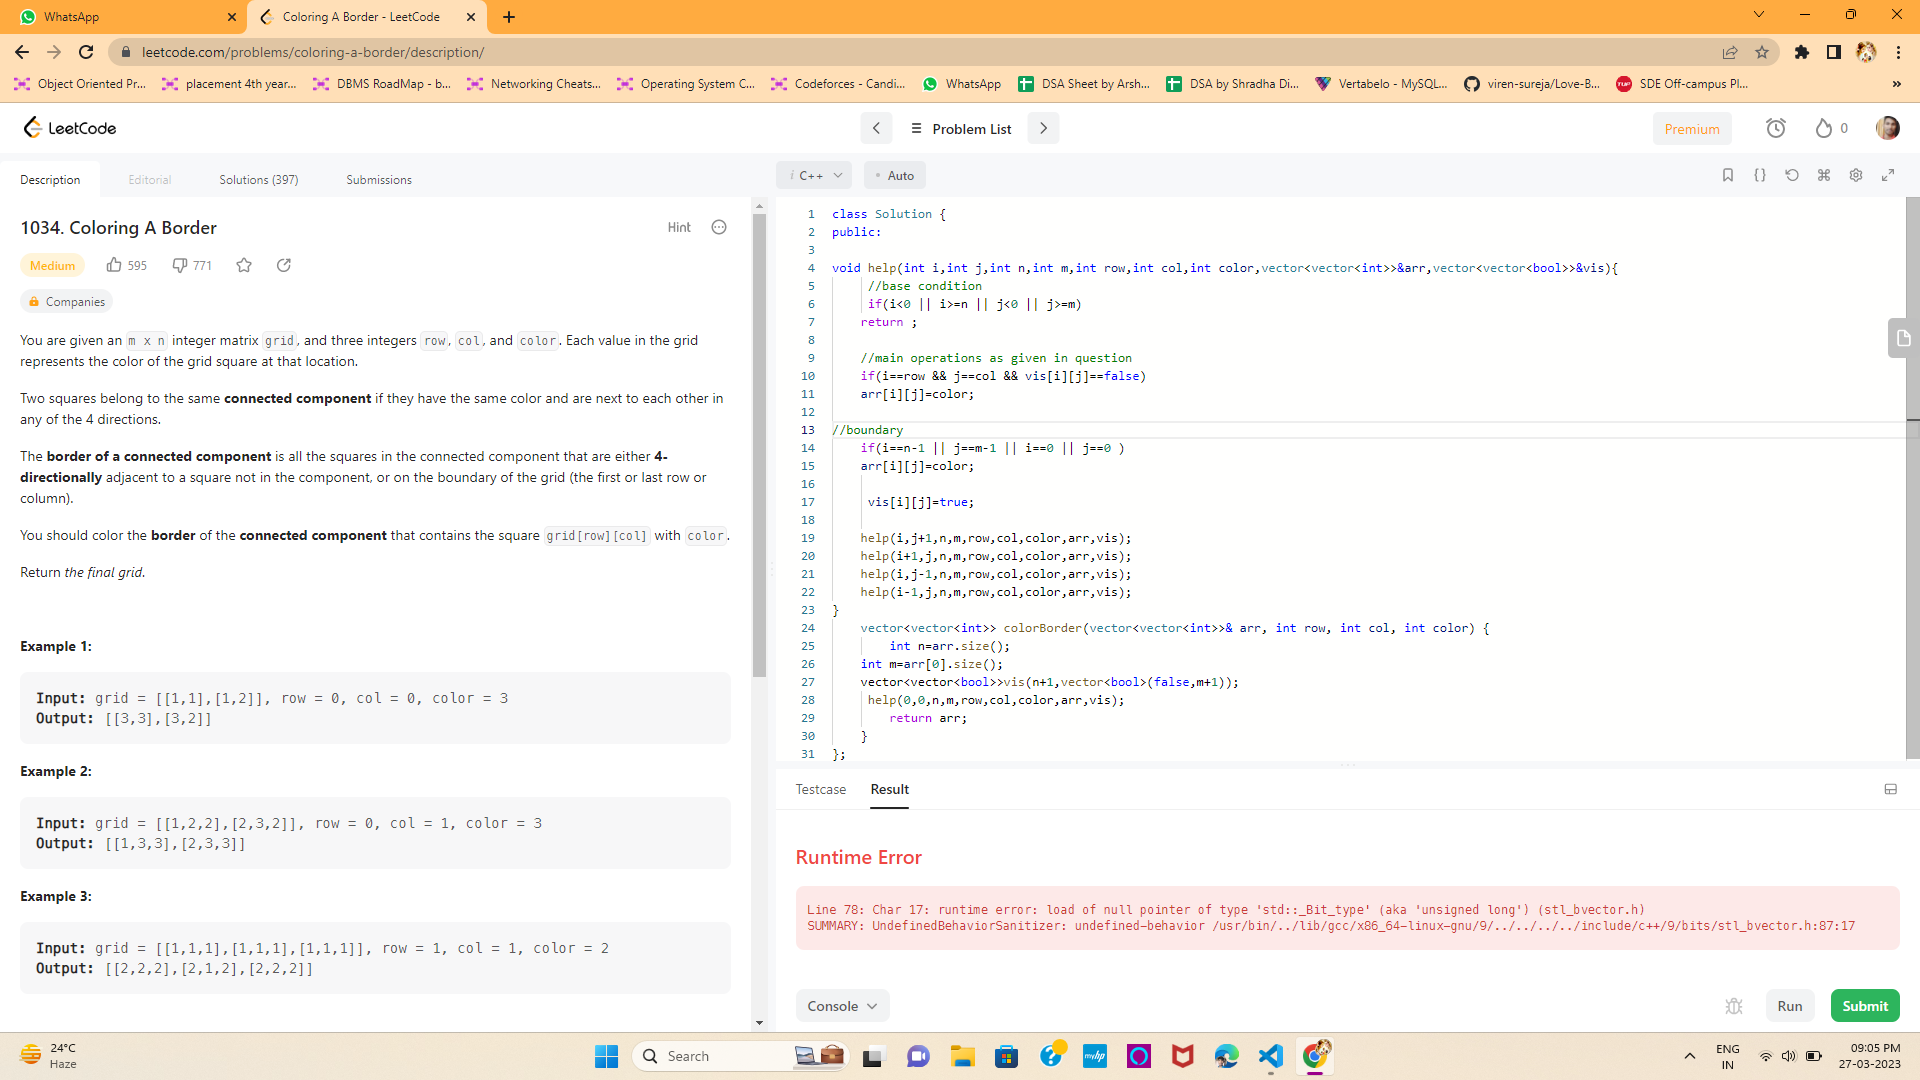 WhatsApp
Coloring A Border - LeetCode
leetcode.com/problems/coloring-a-border/description/
Object Oriented Pr...
placement 4th year...
DBMS RoadMap - b...
Networking Cheats...
Operating System C...
Codeforces - Candi...
WhatsApp
DSA Sheet by Arsh...
DSA by Shradha Di...
Vertabelo - MySQL...
viren-sureja/Love-B...
SDE Off-campus Pl...
»
LeetCode
Problem List
Premium
0
Description
Editorial
Solutions (397)
Submissions
1034. Coloring A Border
Hint
Medium
595
771
Companies
You are given an m x n integer matrix grid, and three integers row, col, and color. Each value in the grid
represents the color of the grid square at that location.
Two squares belong to the same connected component if they have the same color and are next to each other in
any of the 4 directions.
The border of a connected component is all the squares in the connected component that are either 4-
directionally adjacent to a square not in the component, or on the boundary of the grid (the first or last row or
column).
You should color the border of the connected component that contains the square grid[row][col] with color.
Return the final grid.
Example 1:
Input: grid = [[1,1],[1,2]], row = 0, col = 0, color = 3
Output: [[3,3],[3,2]]
Example 2:
Input: grid = [[1,2,2],[2,3,2]], row = 0, col = 1, color = 3
Output: [[1,3,3],[2,3,3]]
Example 3:
Input: grid = [[1,1,1],[1,1,1],[1,1,1]], row = 1, col = 1, color = 2
Output: [[2,2,2],[2,1,2],[2,2,2]]
i C++
• Auto
{}
⌘
1 class Solution {
2 public:
3
4 void help(int i,int j,int n,int m,int row,int col,int color,vector<vector<int>>&arr,vector<vector<bool>>&vis){
5 //base condition
6 if(i<0 || i>=n || j<0 || j>=m)
7 return ;
8
9 //main operations as given in question
10 if(i==row && j==col && vis[i][j]==false)
11 arr[i][j]=color;
12
13 //boundary
14 if(i==n-1 || j==m-1 || i==0 || j==0 )
15 arr[i][j]=color;
16
17 vis[i][j]=true;
18
19 help(i,j+1,n,m,row,col,color,arr,vis);
20 help(i+1,j,n,m,row,col,color,arr,vis);
21 help(i,j-1,n,m,row,col,color,arr,vis);
22 help(i-1,j,n,m,row,col,color,arr,vis);
23 }
24 vector<vector<int>> colorBorder(vector<vector<int>>& arr, int row, int col, int color) {
25 int n=arr.size();
26 int m=arr[0].size();
27 vector<vector<bool>>vis(n+1,vector<bool>(false,m+1));
28 help(0,0,n,m,row,col,color,arr,vis);
29 return arr;
30 }
31 };
Testcase
Result
Runtime Error
Line 78: Char 17: runtime error: load of null pointer of type 'std::_Bit_type' (aka 'unsigned long') (stl_bvector.h)
SUMMARY: UndefinedBehaviorSanitizer: undefined-behavior /usr/bin/../lib/gcc/x86_64-linux-gnu/9/../../../../include/c++/9/bits/stl_bvector.h:87:17
Console
Run
Submit
24°C
Haze
Search
myhp
ENG
IN
09:05 PM
27-03-2023